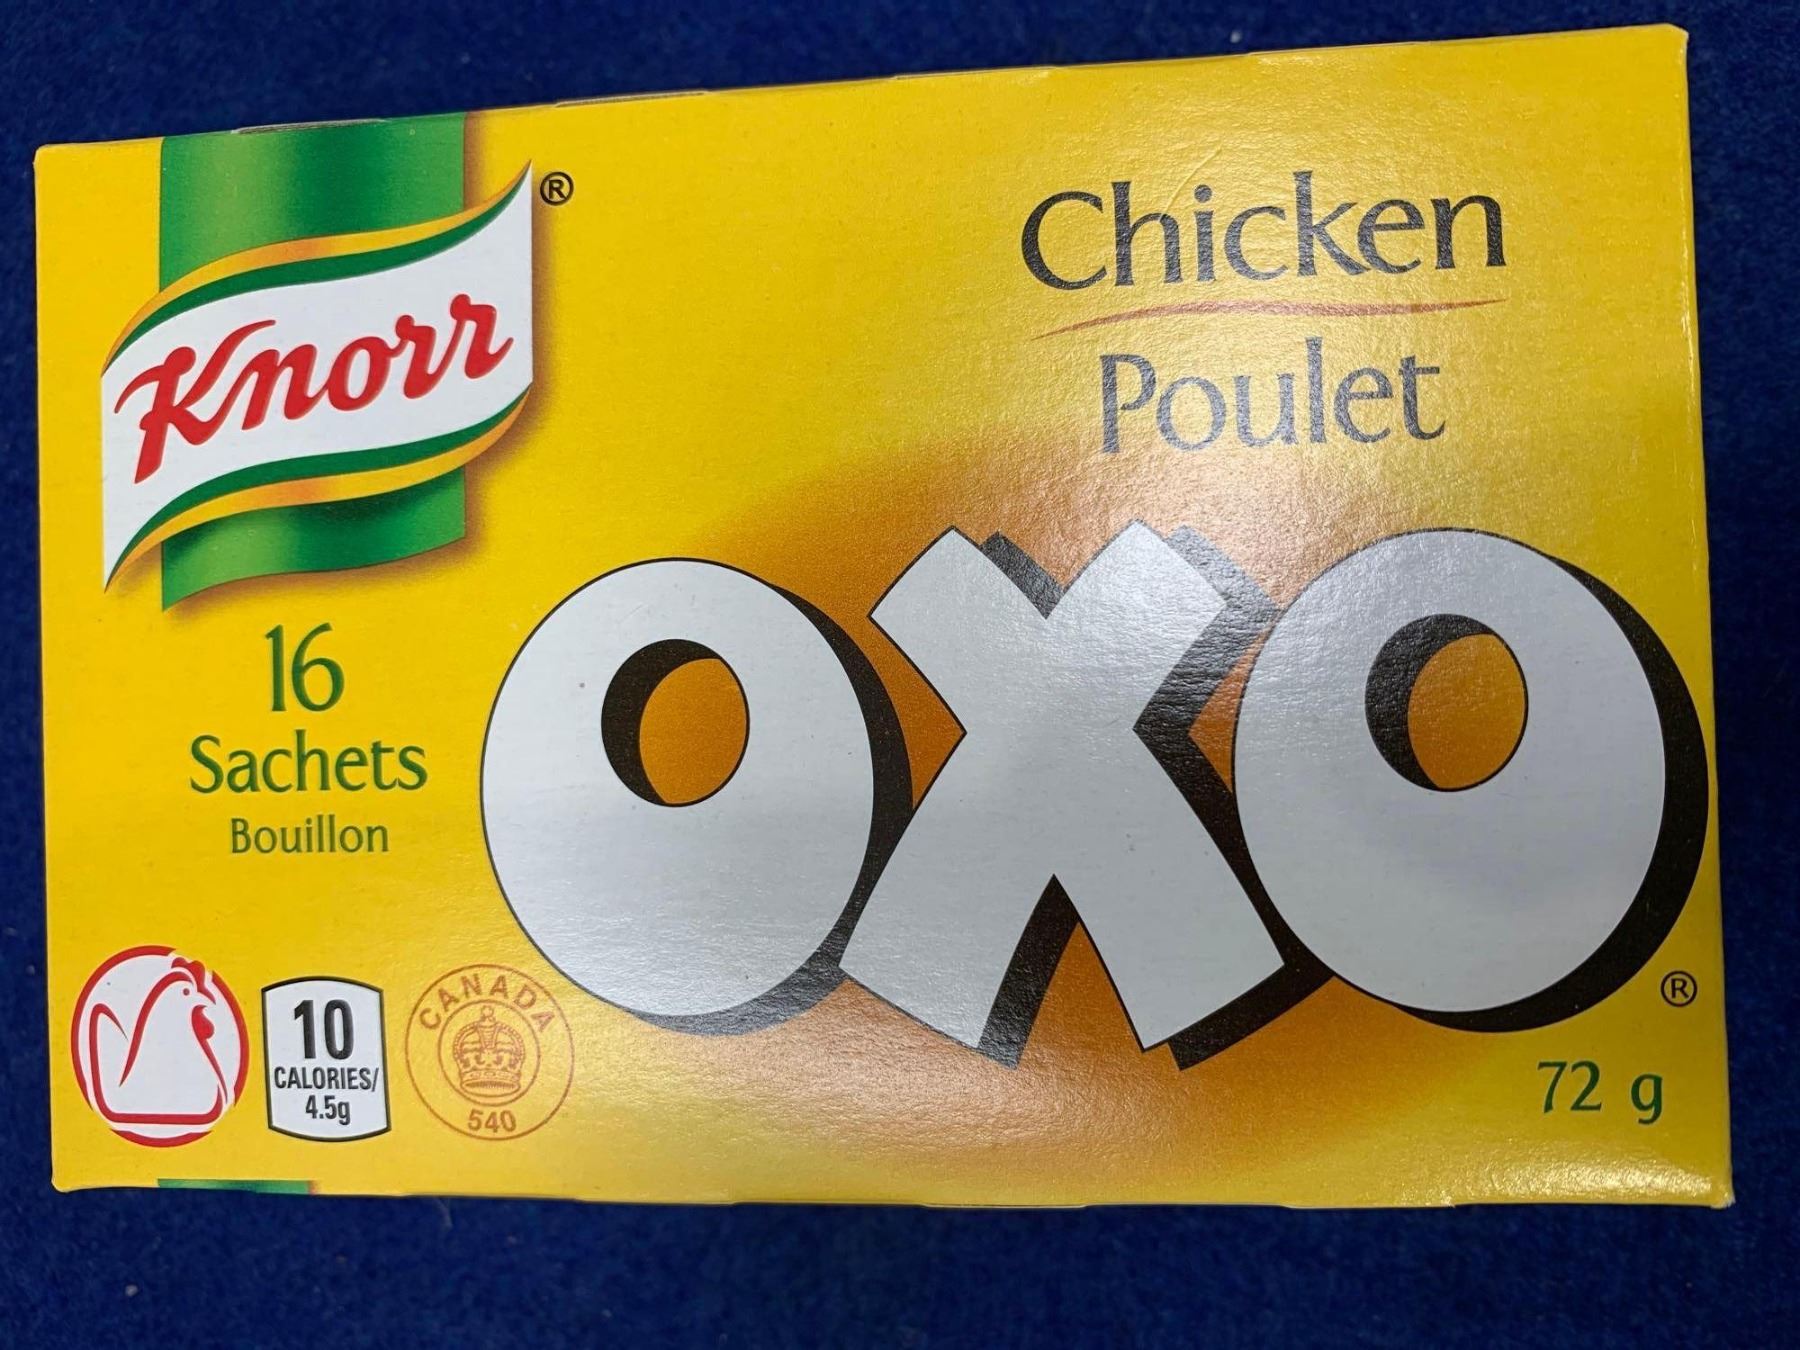 Knorr®
Chicken
Poulet
16
Sachets
Bouillon
OXO®
10
CALORIES/
4.5g
CANADA
540
72 g